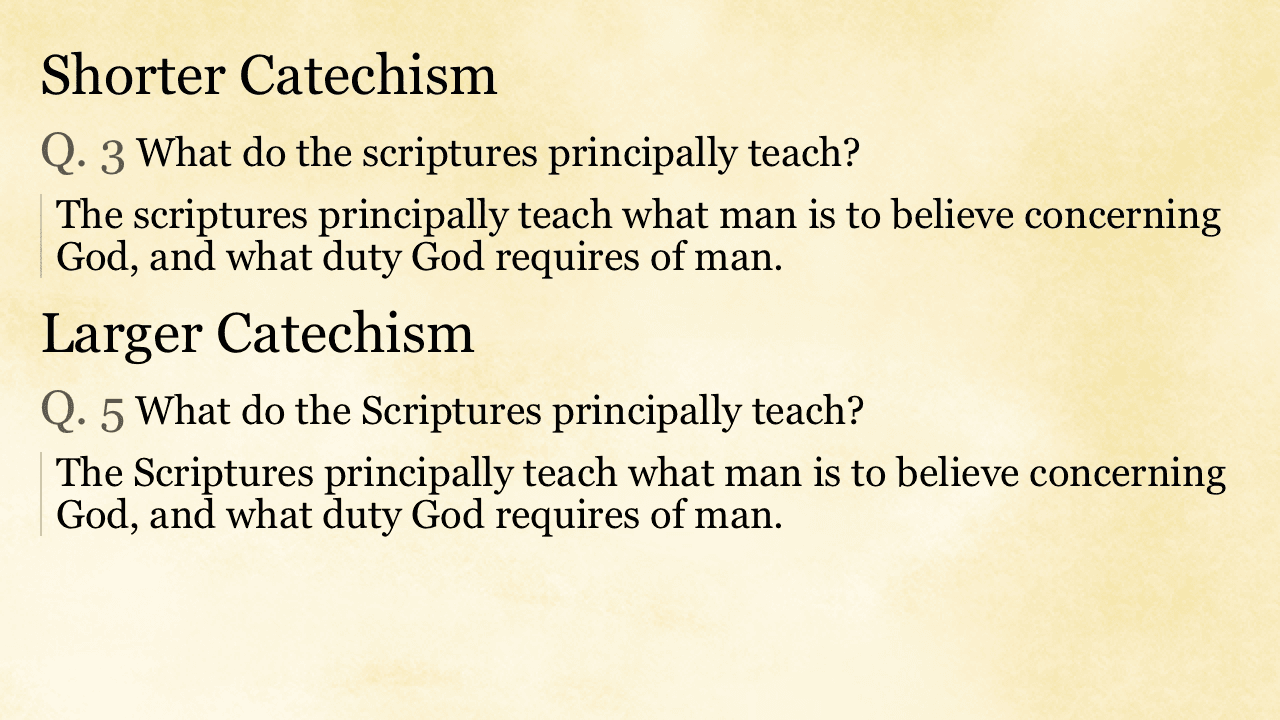 Shorter Catechism
Q. 3 What do the scriptures principally teach?
The scriptures principally teach what man is to believe concerning
God, and what duty God requires of man.
Larger Catechism
Q. 5 What do the Scriptures principally teach?
The Scriptures principally teach what man is to believe concerning
God, and what duty God requires of man.